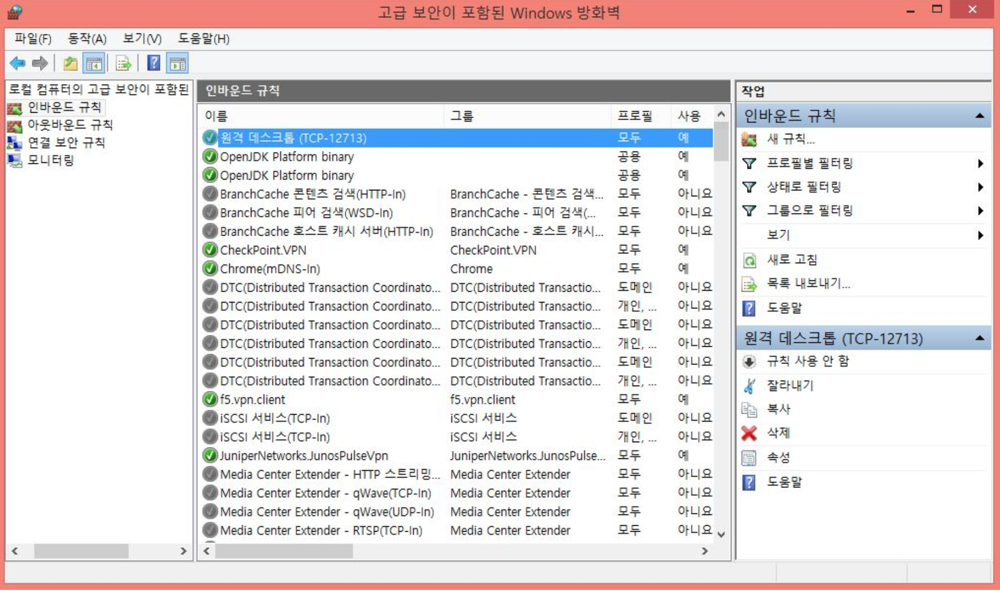 고급 보안이 포함된 Windows 방화벽
파일(F) 동작(A) 보기(V) 도움말(H)
로컬 컴퓨터의 고급 보안이 포함된
인바운드 규칙
아웃바운드 규칙
연결 보안 규칙
모니터링
인바운드 규칙
이름 그룹 프로필 사용
원격 데스크톱 (TCP-12713) 모두 예
OpenJDK Platform binary 공용 예
OpenJDK Platform binary 공용 예
BranchCache 콘텐츠 검색(HTTP-In) BranchCache - 콘텐츠 검색... 모두 아니요
BranchCache 피어 검색(WSD-In) BranchCache - 피어 검색(... 모두 아니요
BranchCache 호스트 캐시 서버(HTTP-In) BranchCache - 호스트 캐시... 모두 아니요
CheckPoint.VPN CheckPoint.VPN 모두 예
Chrome(mDNS-In) Chrome 모두 예
DTC(Distributed Transaction Coordinato... DTC(Distributed Transactio... 도메인 아니요
DTC(Distributed Transaction Coordinato... DTC(Distributed Transactio... 개인, ... 아니요
DTC(Distributed Transaction Coordinato... DTC(Distributed Transactio... 도메인 아니요
DTC(Distributed Transaction Coordinato... DTC(Distributed Transactio... 개인, ... 아니요
DTC(Distributed Transaction Coordinato... DTC(Distributed Transactio... 도메인 아니요
DTC(Distributed Transaction Coordinato... DTC(Distributed Transactio... 개인, ... 아니요
f5.vpn.client f5.vpn.client 모두 예
iSCSI 서비스(TCP-In) iSCSI 서비스 도메인 아니요
iSCSI 서비스(TCP-In) iSCSI 서비스 개인, ... 아니요
JuniperNetworks.JunosPulseVpn JuniperNetworks.JunosPulse... 모두 예
Media Center Extender - HTTP 스트리밍... Media Center Extender 모두 아니요
Media Center Extender - qWave(TCP-In) Media Center Extender 모두 아니요
Media Center Extender - qWave(UDP-In) Media Center Extender 모두 아니요
Media Center Extender - RTSP(TCP-In) Media Center Extender 모두 아니요
작업
인바운드 규칙
새 규칙...
프로필별 필터링
상태로 필터링
그룹으로 필터링
보기
새로 고침
목록 내보내기...
도움말
원격 데스크톱 (TCP-12713)
규칙 사용 안 함
잘라내기
복사
삭제
속성
도움말